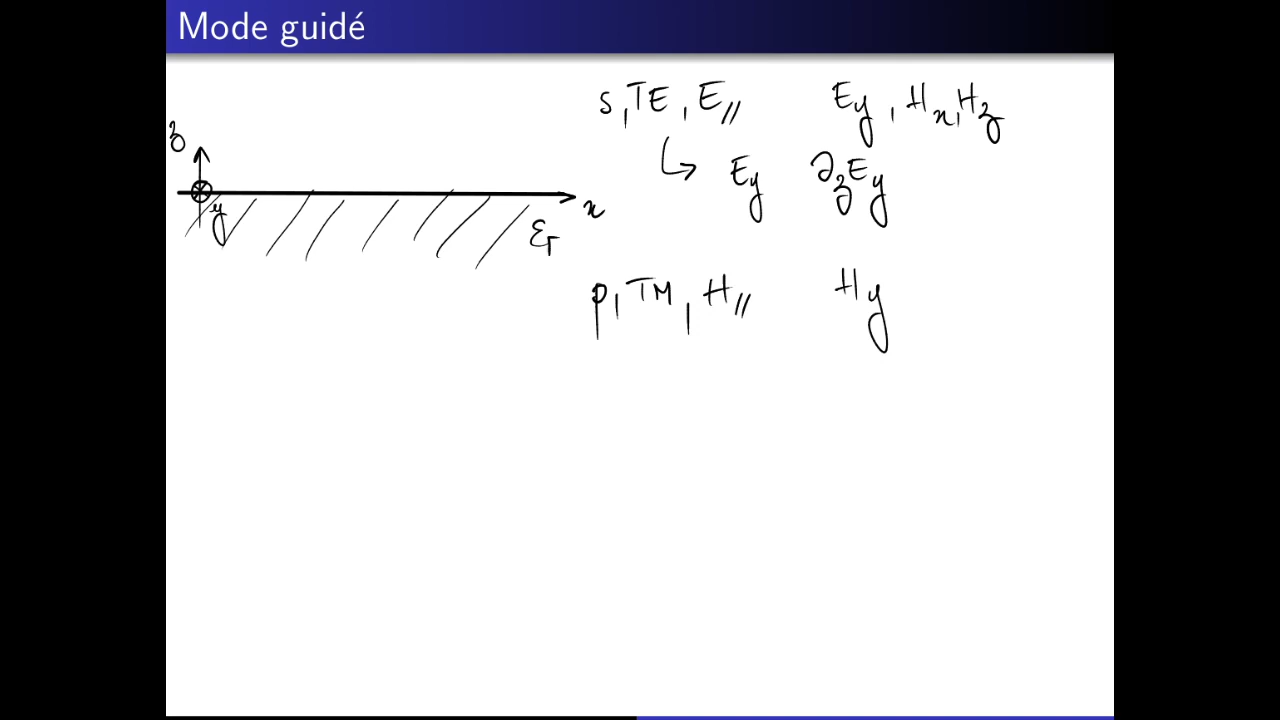 Mode guidé
s, TE, E// Ey, Hx, Hz
z
Ey ∂zEy
y x
εr
p, TM, H// Hy